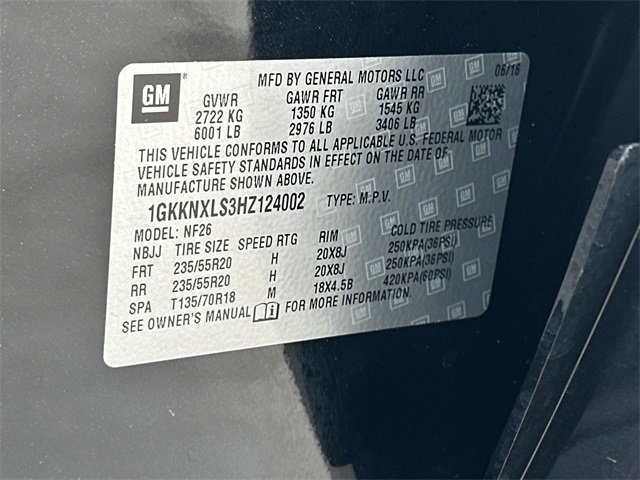 GM
MFD BY GENERAL MOTORS LLC 06/16
GVWR GAWR FRT GAWR RR
2722 KG 1350 KG 1545 KG
6001 LB 2976 LB 3406 LB
THIS VEHICLE CONFORMS TO ALL APPLICABLE U.S. FEDERAL MOTOR
VEHICLE SAFETY STANDARDS IN EFFECT ON THE DATE OF
MANUFACTURE SHOWN ABOVE.
1GKKNXLS3HZ124002 TYPE: M.P.V.
MODEL: NF26
NBJJ TIRE SIZE SPEED RTG RIM COLD TIRE PRESSURE
FRT 235/55R20 H 20X8J 250KPA(36PSI)
RR 235/55R20 H 20X8J 250KPA(36PSI)
SPA T135/70R18 M 18X4.5B 420KPA(60PSI)
SEE OWNER'S MANUAL FOR MORE INFORMATION.